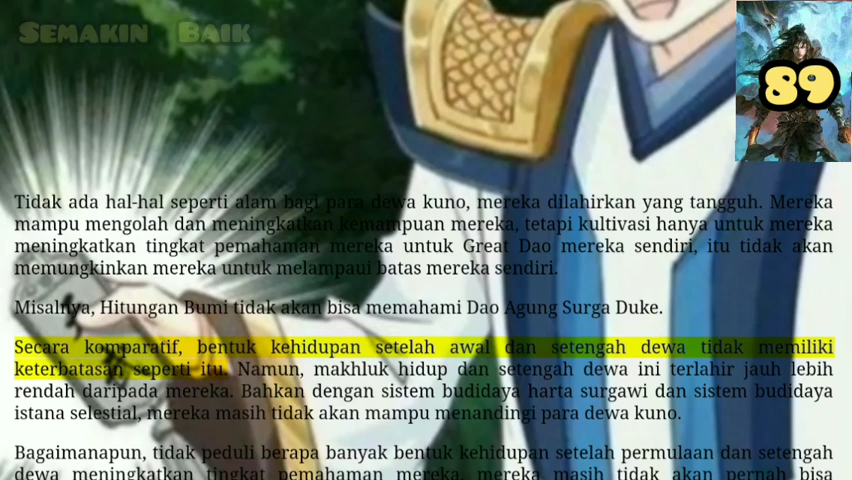 Semakin Baik
89
Tidak ada hal-hal seperti alam bagi para dewa kuno, mereka dilahirkan yang tangguh. Mereka
mampu mengolah dan meningkatkan kemampuan mereka, tetapi kultivasi hanya untuk mereka
meningkatkan tingkat pemahaman mereka untuk Great Dao mereka sendiri, itu tidak akan
memungkinkan mereka untuk melampaui batas mereka sendiri.
Misalnya, Hitungan Bumi tidak akan bisa memahami Dao Agung Surga Duke.
Secara komparatif, bentuk kehidupan setelah awal dan setengah dewa tidak memiliki
keterbatasan seperti itu. Namun, makhluk hidup dan setengah dewa ini terlahir jauh lebih
rendah daripada mereka. Bahkan dengan sistem budidaya harta surgawi dan sistem budidaya
istana selestial, mereka masih tidak akan mampu menandingi para dewa kuno.
Bagaimanapun, tidak peduli berapa banyak bentuk kehidupan setelah permulaan dan setengah
dewa meningkatkan tingkat pemahaman mereka, mereka masih tidak akan pernah bisa